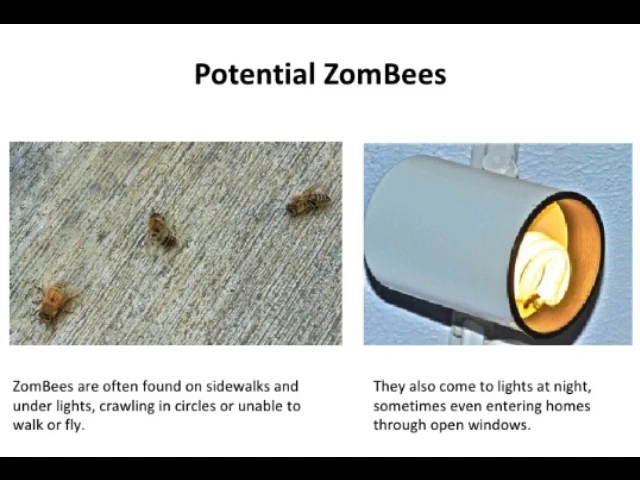 Potential ZomBees
ZomBees are often found on sidewalks and
under lights, crawling in circles or unable to
walk or fly.
They also come to lights at night,
sometimes even entering homes
through open windows.